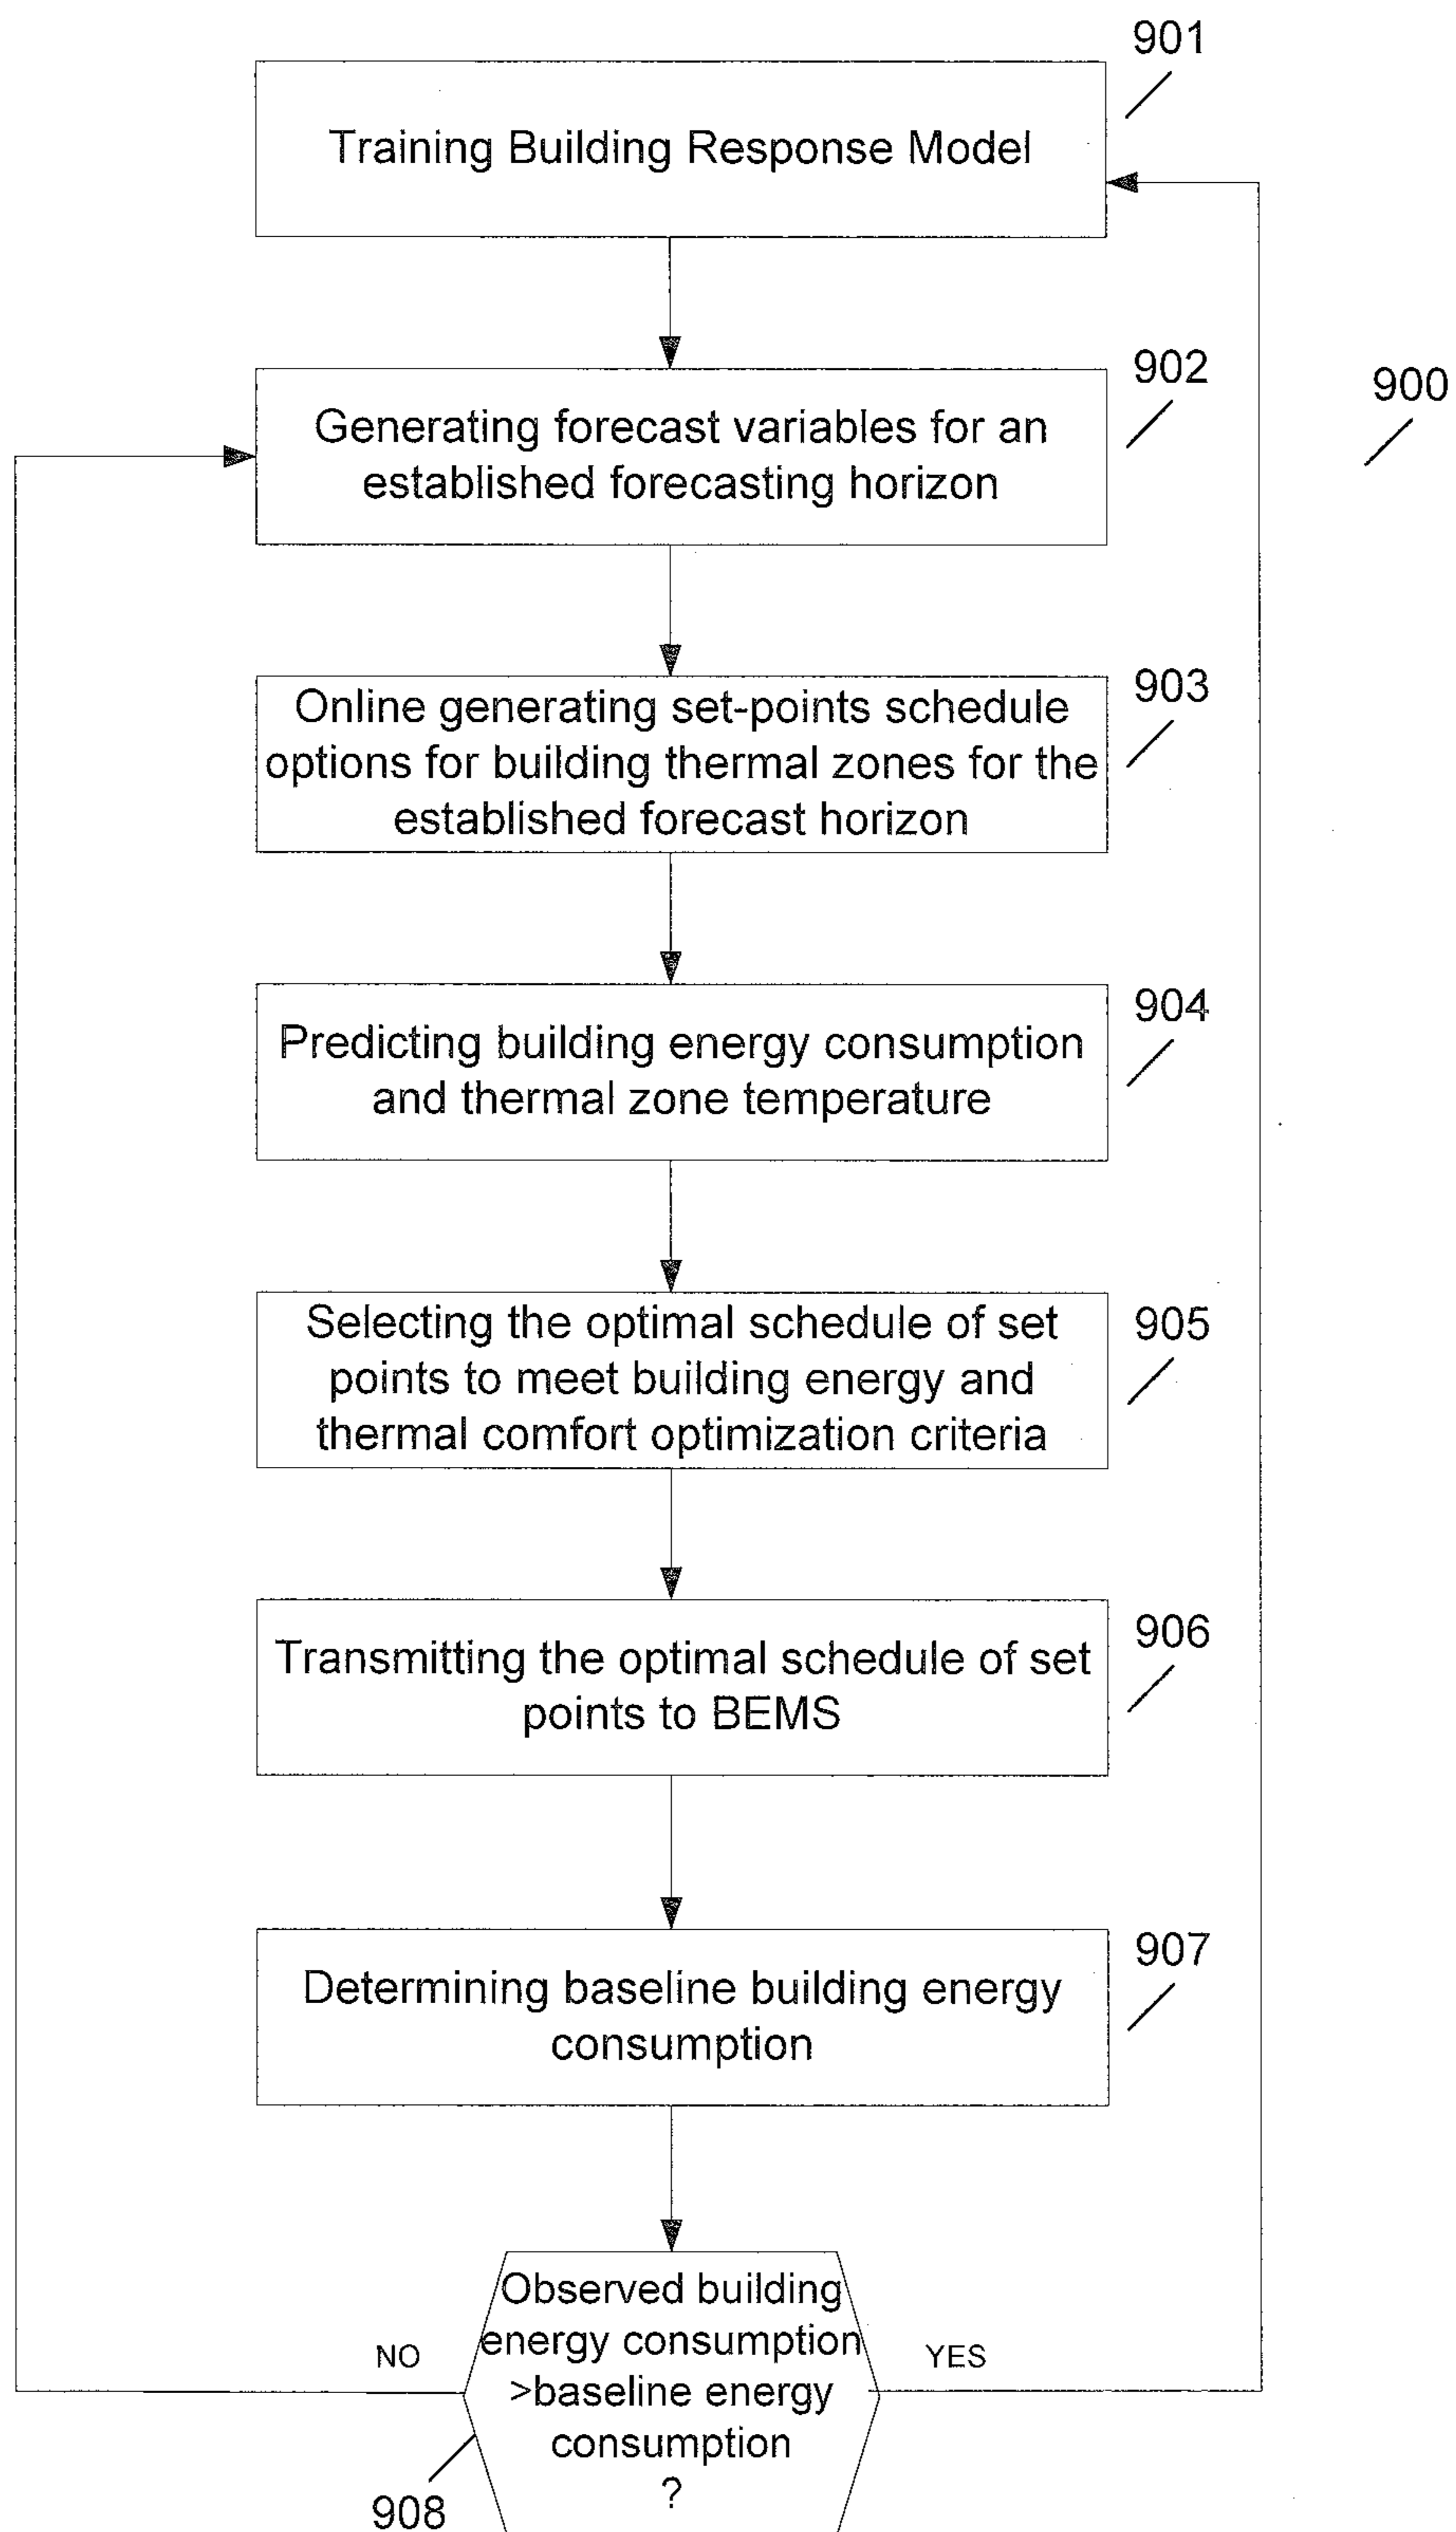 901
Training Building Response Model
902
900
Generating forecast variables for an
established forecasting horizon
903
Online generating set-points schedule
options for building thermal zones for the
established forecast horizon
904
Predicting building energy consumption
and thermal zone temperature
905
Selecting the optimal schedule of set
points to meet building energy and
thermal comfort optimization criteria
906
Transmitting the optimal schedule of set
points to BEMS
907
Determining baseline building energy
consumption
Observed building
energy consumption
>baseline energy
consumption
?
NO
YES
908